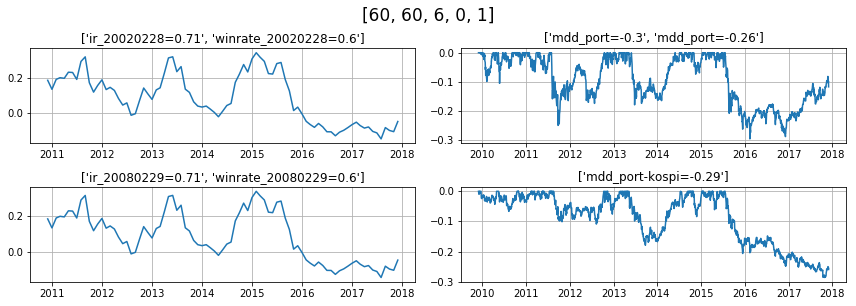 [60, 60, 6, 0, 1]
['ir_20020228=0.71', 'winrate_20020228=0.6']
0.2
0.0
2011 2012 2013 2014 2015 2016 2017 2018
['mdd_port=-0.3', 'mdd_port=-0.26']
0.0
−0.1
−0.2
−0.3
2010 2011 2012 2013 2014 2015 2016 2017 2018
['ir_20080229=0.71', 'winrate_20080229=0.6']
0.2
0.0
2011 2012 2013 2014 2015 2016 2017 2018
['mdd_port-kospi=-0.29']
0.0
−0.1
−0.2
−0.3
2010 2011 2012 2013 2014 2015 2016 2017 2018